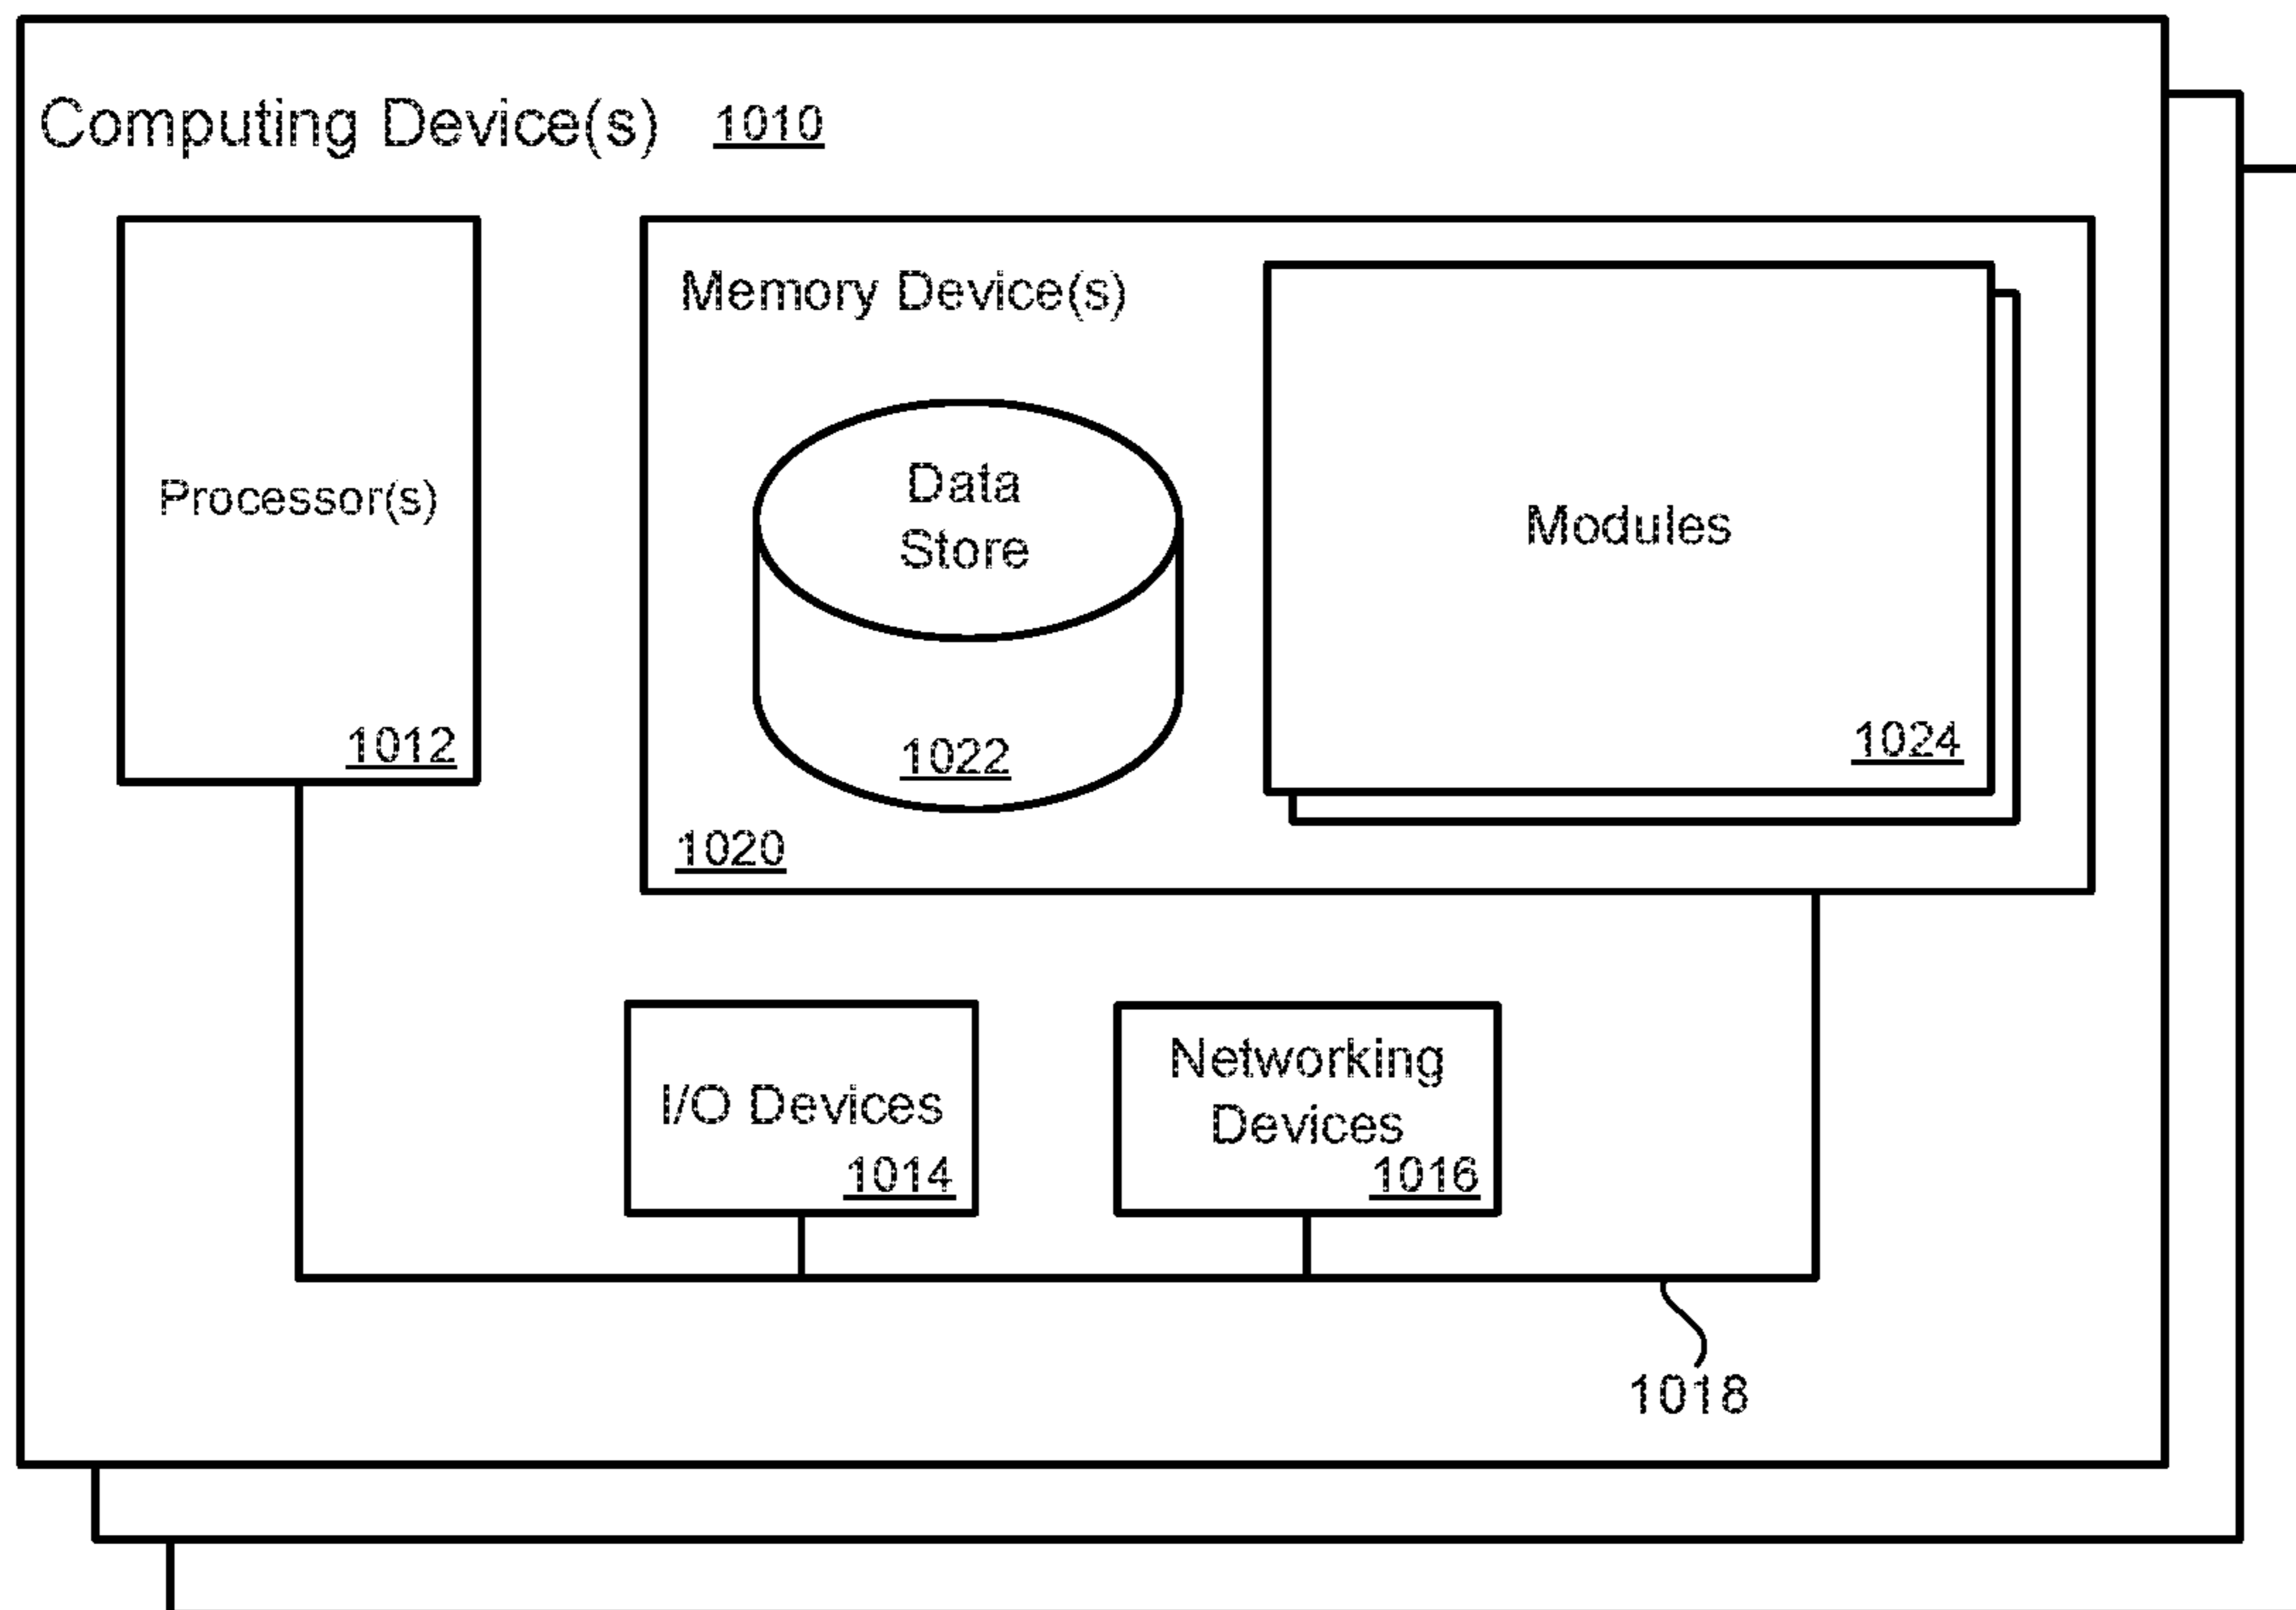 Computing Device(s) 1010
Processor(s)
1012
Memory Device(s)
Data
Store
1022
1020
Modules
1024
I/O Devices
1014
Networking
Devices
1016
1018